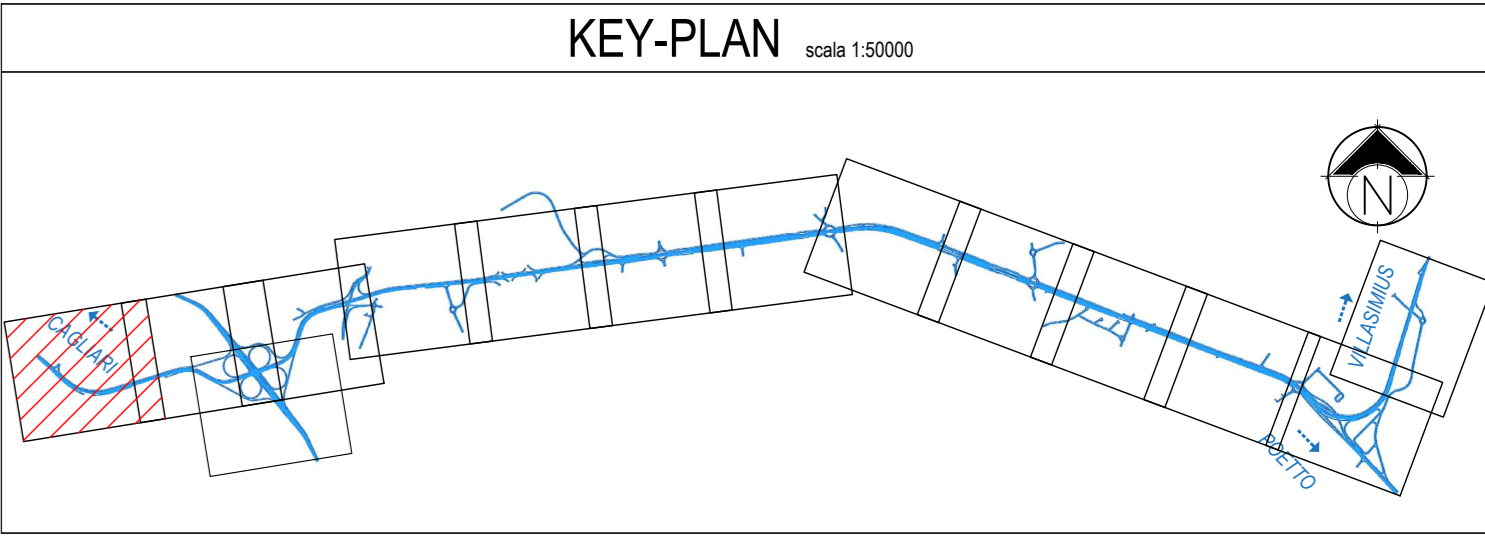 KEY-PLAN scala 1:50000
N
CAGLIARI
VILLASIMIUS
POETTO